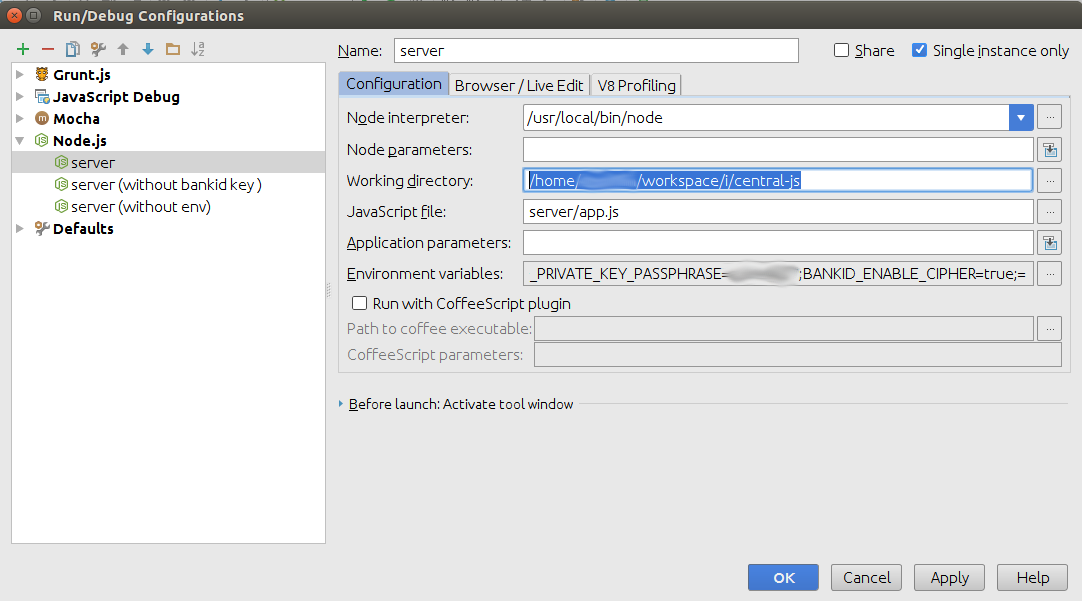 Run/Debug Configurations
Name: server
Share
Single instance only
Grunt.js
JavaScript Debug
Mocha
Node.js
server
server (without bankid key )
server (without env)
Defaults
Configuration
Browser / Live Edit
V8 Profiling
Node interpreter: /usr/local/bin/node
Node parameters:
Working directory: /home/ /workspace/i/central-js
JavaScript file: server/app.js
Application parameters:
Environment variables: _PRIVATE_KEY_PASSPHRASE= ;BANKID_ENABLE_CIPHER=true;=
Run with CoffeeScript plugin
Path to coffee executable:
CoffeeScript parameters:
Before launch: Activate tool window
OK
Cancel
Apply
Help